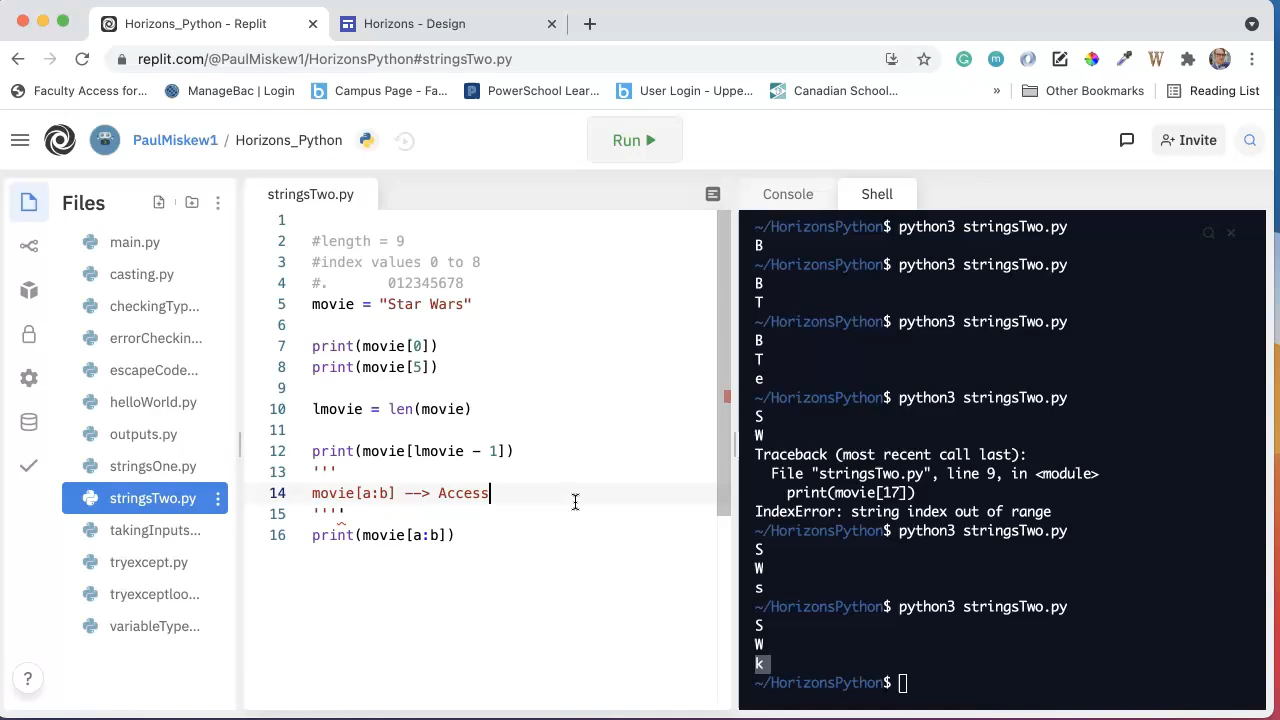 Horizons_Python - Replit
Horizons - Design
replit.com/@PaulMiskew1/HorizonsPython#stringsTwo.py
Faculty Access for...
ManageBac | Login
Campus Page - Fa...
PowerSchool Lear...
User Login - Uppe...
Canadian School...
»
Other Bookmarks
Reading List
PaulMiskew1 / Horizons_Python
Run
Invite
Files
main.py
casting.py
checkingTyp...
errorCheckin...
escapeCode...
helloWorld.py
outputs.py
stringsOne.py
stringsTwo.py
takingInputs...
tryexcept.py
tryexceptloo...
variableType...
?
stringsTwo.py
1
2 #length = 9
3 #index values 0 to 8
4 #. 012345678
5 movie = "Star Wars"
6
7 print(movie[0])
8 print(movie[5])
9
10 lmovie = len(movie)
11
12 print(movie[lmovie - 1])
13 '''
14 movie[a:b] --> Access
15 ''''
16 print(movie[a:b])
Console
Shell
~/HorizonsPython$ python3 stringsTwo.py
B
~/HorizonsPython$ python3 stringsTwo.py
B
T
~/HorizonsPython$ python3 stringsTwo.py
B
T
e
~/HorizonsPython$ python3 stringsTwo.py
S
W
Traceback (most recent call last):
File "stringsTwo.py", line 9, in <module>
print(movie[17])
IndexError: string index out of range
~/HorizonsPython$ python3 stringsTwo.py
S
W
s
~/HorizonsPython$ python3 stringsTwo.py
S
W
k
~/HorizonsPython$